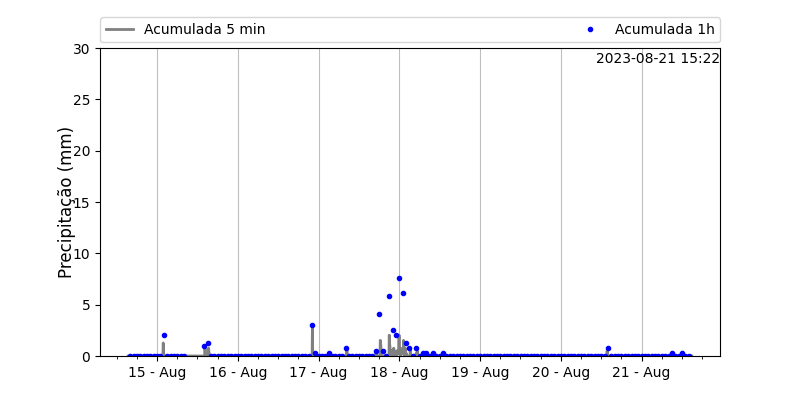 Acumulada 5 min
Acumulada 1h
2023-08-21 15:22
Precipitação (mm)
30
25
20
15
10
5
0
15 - Aug
16 - Aug
17 - Aug
18 - Aug
19 - Aug
20 - Aug
21 - Aug